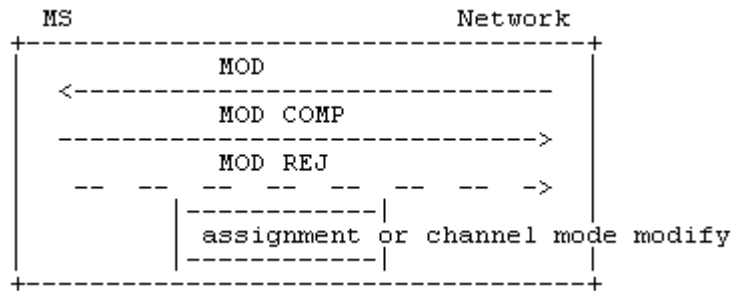 MS Network
MOD
MOD COMP
MOD REJ
assignment or channel mode modify